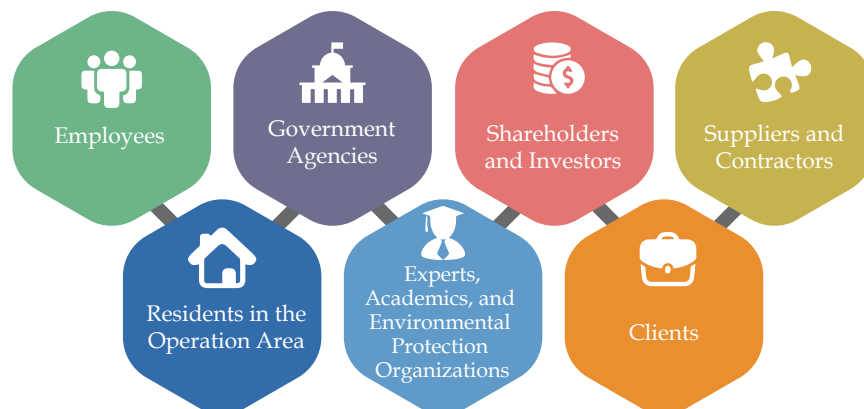 Employees
Government
Agencies
Shareholders
and Investors
Suppliers and
Contractors
Residents in the
Operation Area
Experts,
Academics, and
Environmental
Protection
Organizations
Clients
$